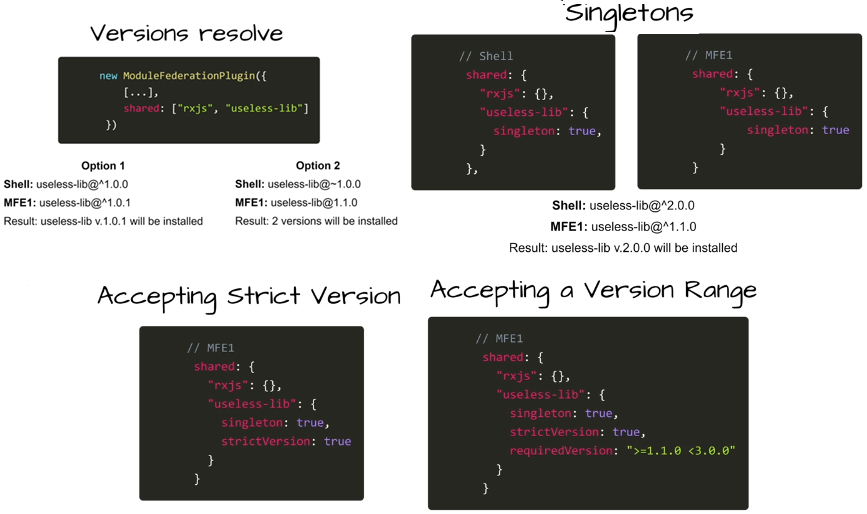 Versions resolve
new ModuleFederationPlugin({
[...],
shared: ["rxjs", "useless-lib"]
})
Option 1
Shell: useless-lib@^1.0.0
MFE1: useless-lib@^1.0.1
Result: useless-lib v.1.0.1 will be installed
Option 2
Shell: useless-lib@~1.0.0
MFE1: useless-lib@1.1.0
Result: 2 versions will be installed
Singletons
// Shell
shared: {
"rxjs": {},
"useless-lib": {
singleton: true,
}
},
// MFE1
shared: {
"rxjs": {},
"useless-lib": {
singleton: true
}
}
Shell: useless-lib@^2.0.0
MFE1: useless-lib@^1.1.0
Result: useless-lib v.2.0.0 will be installed
Accepting Strict Version
// MFE1
shared: {
"rxjs": {},
"useless-lib": {
singleton: true,
strictVersion: true
}
}
Accepting a Version Range
// MFE1
shared: {
"rxjs": {},
"useless-lib": {
singleton: true,
strictVersion: true,
requiredVersion: ">=1.1.0 <3.0.0"
}
}